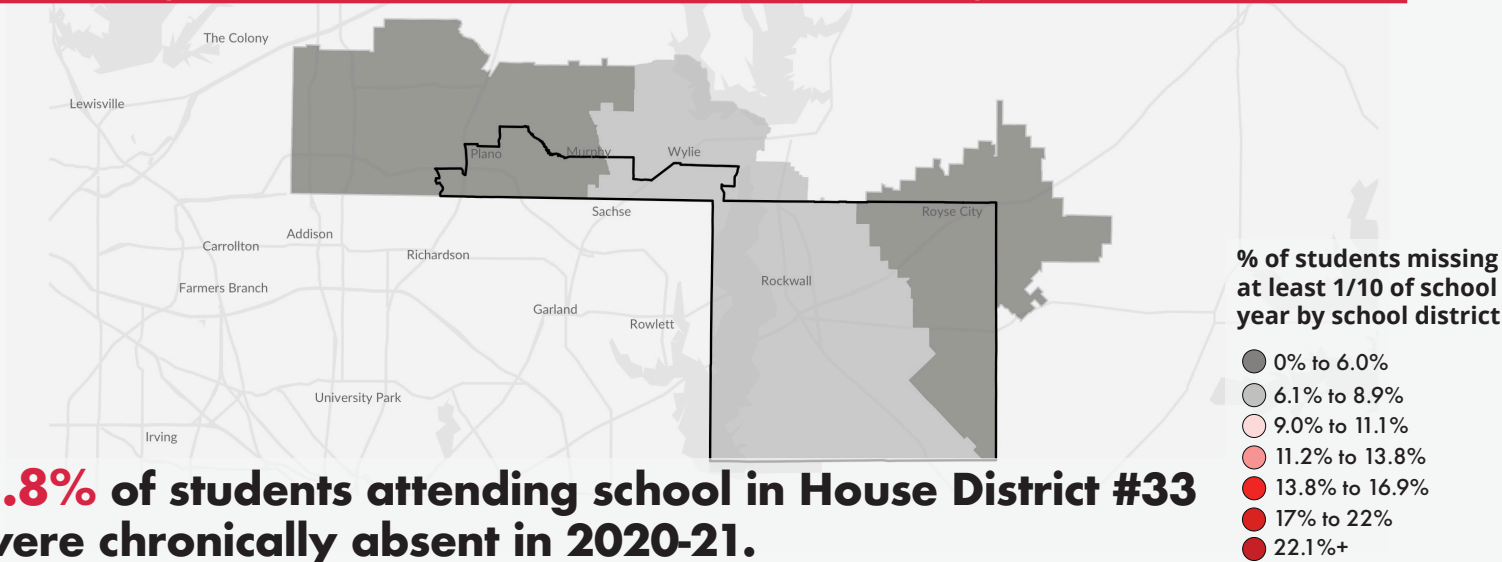 The Colony
Lewisville
Plano
Murphy
Wylie
Sachse
Royse City
Addison
Carrollton
Richardson
Rockwall
Farmers Branch
Garland
Rowlett
University Park
Irving
% of students missing
at least 1/10 of school
year by school district
0% to 6.0%
6.1% to 8.9%
9.0% to 11.1%
11.2% to 13.8%
13.8% to 16.9%
17% to 22%
22.1%+
.8% of students attending school in House District #33
were chronically absent in 2020-21.